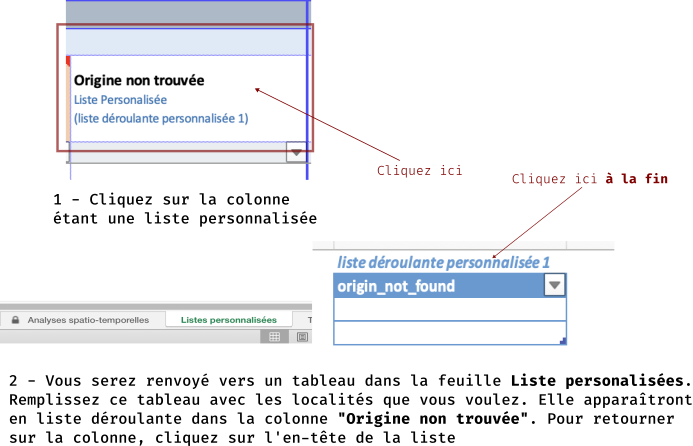 Origine non trouvée
Liste Personalisée
(liste déroulante personnalisée 1)
Cliquez ici
1 - Cliquez sur la colonne
étant une liste personnalisée
Cliquez ici à la fin
liste déroulante personnalisée 1
origin_not_found
Analyses spatio-temporelles
Listes personnalisées
T
2 - Vous serez renvoyé vers un tableau dans la feuille Liste personalisées.
Remplissez ce tableau avec les localités que vous voulez. Elle apparaîtront
en liste déroulante dans la colonne "Origine non trouvée". Pour retourner
sur la colonne, cliquez sur l'en-tête de la liste